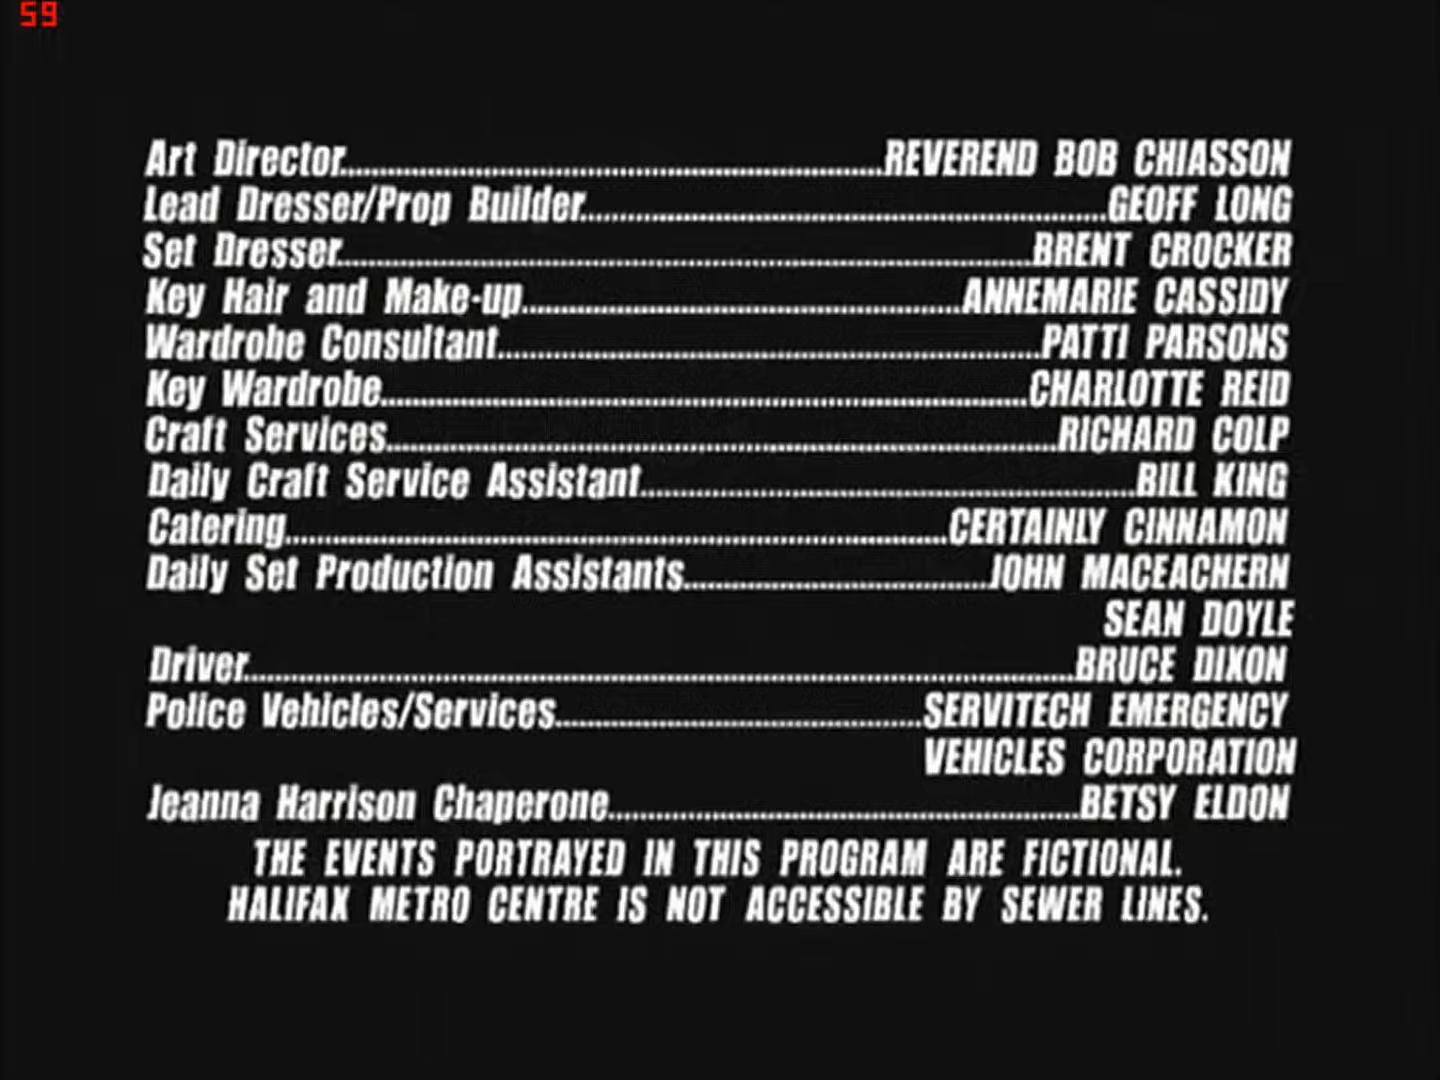 59
Art Director........................REVEREND BOB CHIASSON
Lead Dresser/Prop Builder........................GEOFF LONG
Set Dresser........................BRENT CROCKER
Key Hair and Make-up........................ANNEMARIE CASSIDY
Wardrobe Consultant........................PATTI PARSONS
Key Wardrobe........................CHARLOTTE REID
Craft Services........................RICHARD COLP
Daily Craft Service Assistant........................BILL KING
Catering........................CERTAINLY CINNAMON
Daily Set Production Assistants........................JOHN MACEACHERN
SEAN DOYLE
Driver........................BRUCE DIXON
Police Vehicles/Services........................SERVITECH EMERGENCY
VEHICLES CORPORATION
Jeanna Harrison Chaperone........................BETSY ELDON
THE EVENTS PORTRAYED IN THIS PROGRAM ARE FICTIONAL.
HALIFAX METRO CENTRE IS NOT ACCESSIBLE BY SEWER LINES.